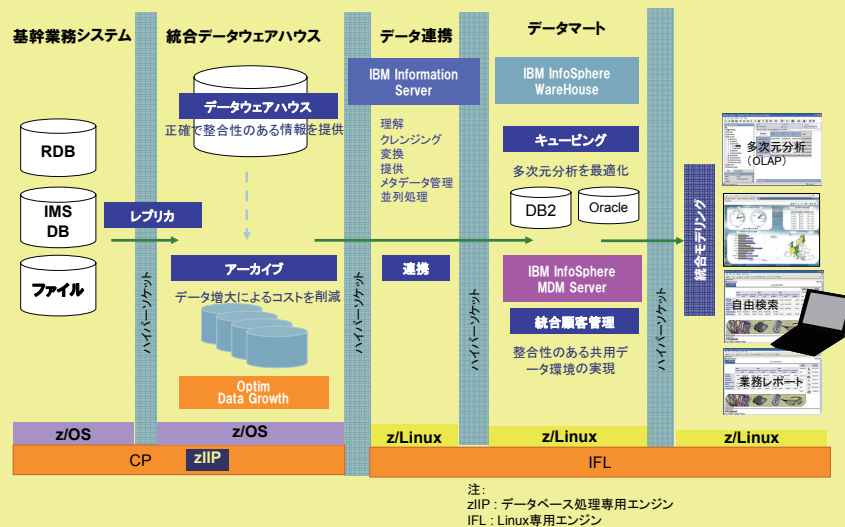 基幹業務システム
統合データウェアハウス
データ連携
データマート
RDB
IMS
DB
ファイル
レプリカ
ハイパーソケット
データウェアハウス
正確で整合性のある情報を提供
アーカイブ
データ増大によるコストを削減
Optim
Data Growth
ハイパーソケット
IBM Information
Server
理解
クレンジング
変換
提供
メタデータ管理
並列処理
連携
ハイパーソケット
IBM InfoSphere
WareHouse
キュービング
多次元分析を最適化
DB2
Oracle
IBM InfoSphere
MDM Server
統合顧客管理
整合性のある共用デ
ータ環境の実現
ハイパーソケット
統合モデリング
多次元分析
(OLAP)
自由検索
業務レポート
z/OS
z/OS
z/Linux
z/Linux
z/Linux
CP
zIIP
IFL
注:
zIIP : データベース処理専用エンジン
IFL : Linux専用エンジン